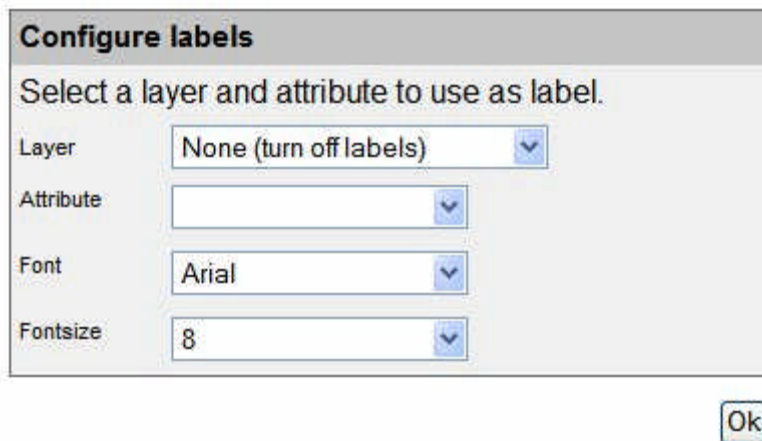 Configure labels
Select a layer and attribute to use as label.
Layer None (turn off labels)
Attribute
Font Arial
Fontsize 8
Ok